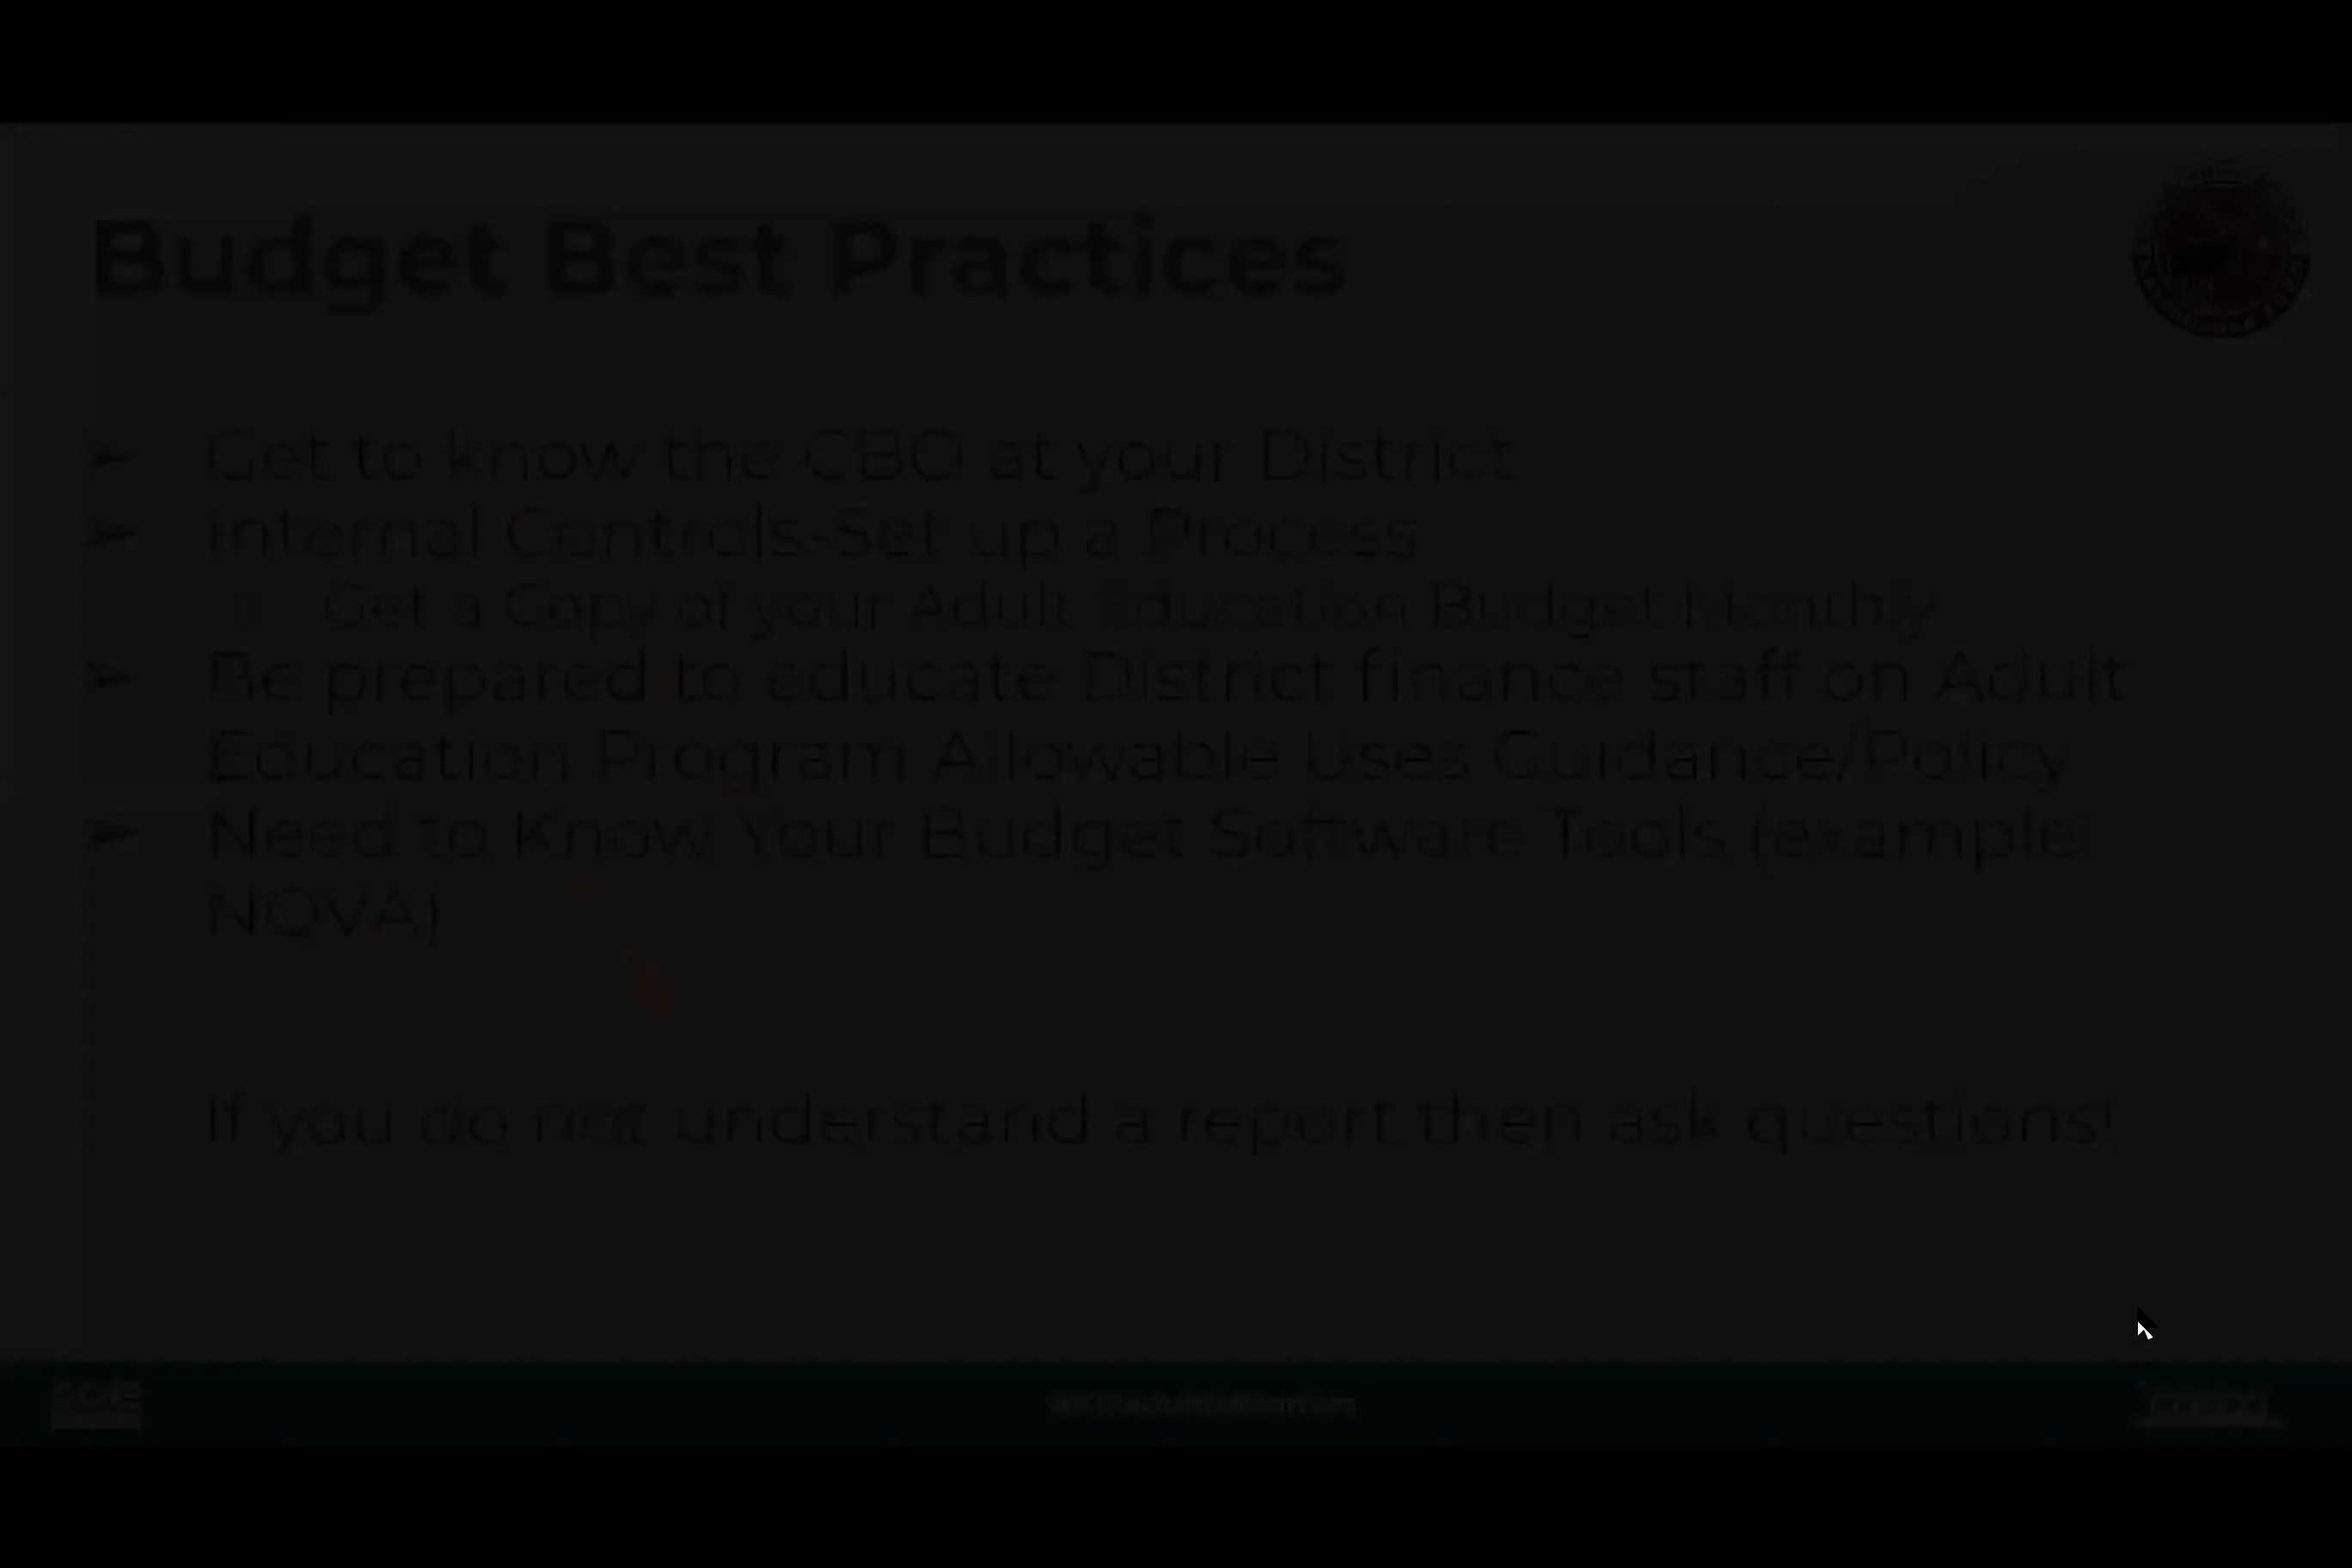 Budget Best Practices
➢ Get to know the CBO at your District
➢ Internal Controls-Set up a Process
○ Get a Copy of your Adult Education Budget Monthly
➢ Be prepared to educate District finance staff on Adult
Education Program Allowable Uses Guidance/Policy
➢ Need to Know Your Budget Software Tools (example
NOVA)
If you do not understand a report then ask questions!